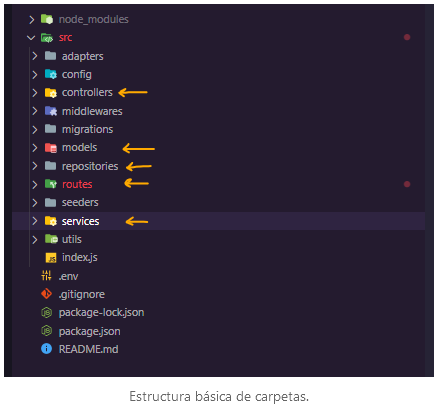 node_modules
src
adapters
config
controllers
middlewares
migrations
models
repositories
routes
seeders
services
utils
index.js
.env
.gitignore
package-lock.json
package.json
README.md
Estructura básica de carpetas.